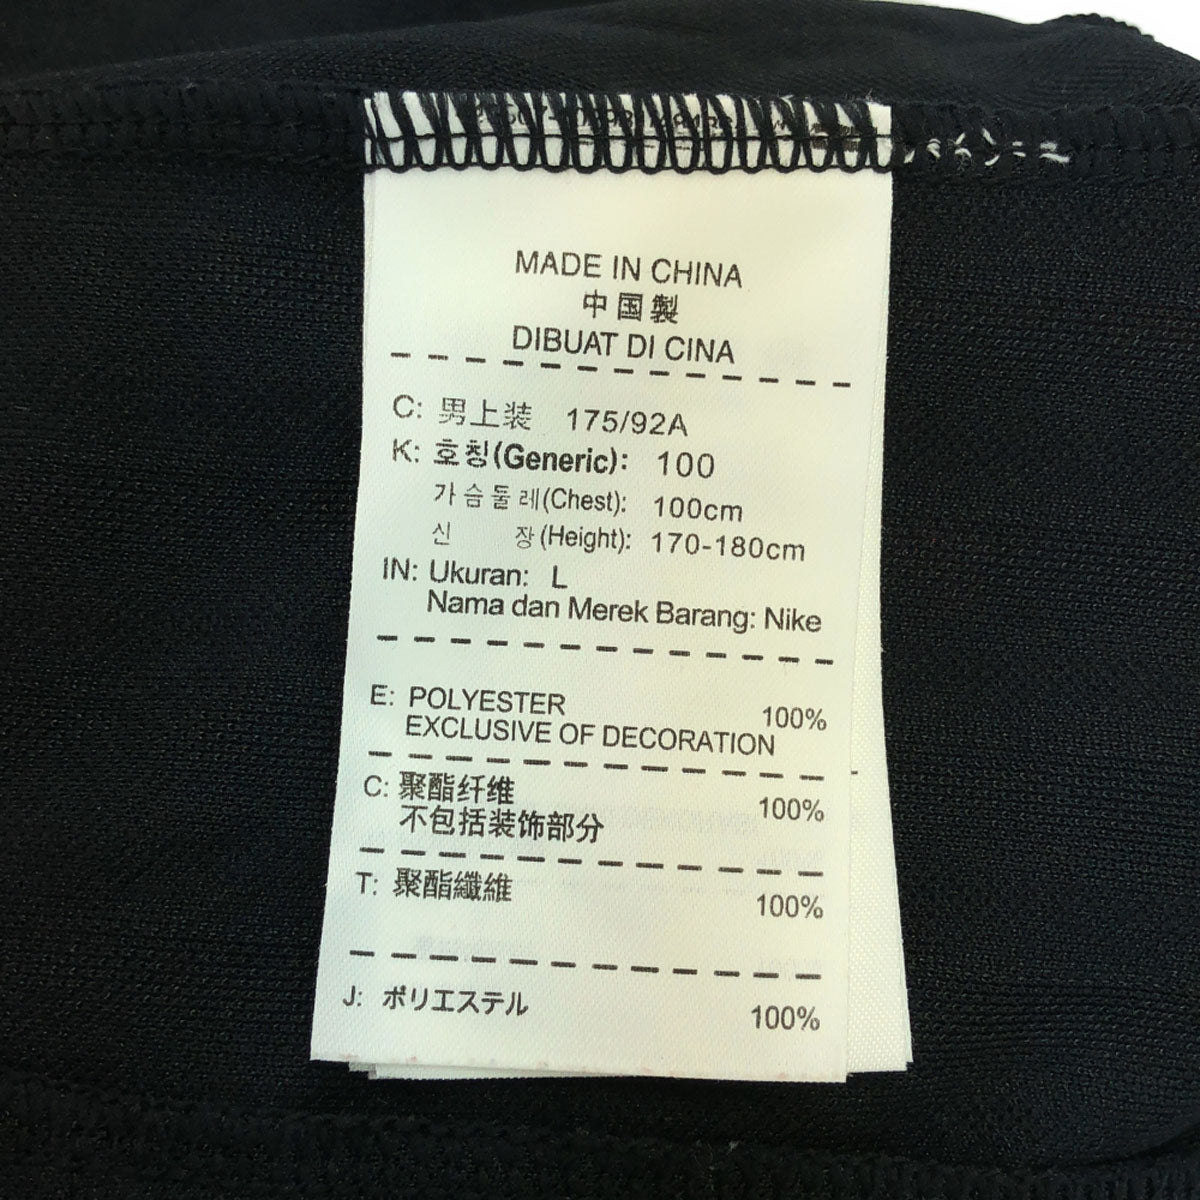 MADE IN CHINA
中国製
DIBUAT DI CINA
C: 男上装 175/92A
K: 호칭(Generic): 100
가슴둘레(Chest): 100cm
신 장(Height): 170-180cm
IN: Ukuran: L
Nama dan Merek Barang: Nike
E: POLYESTER 100%
EXCLUSIVE OF DECORATION
C: 聚酯纤维 100%
不包括装饰部分
T: 聚酯纖維 100%
J: ポリエステル 100%